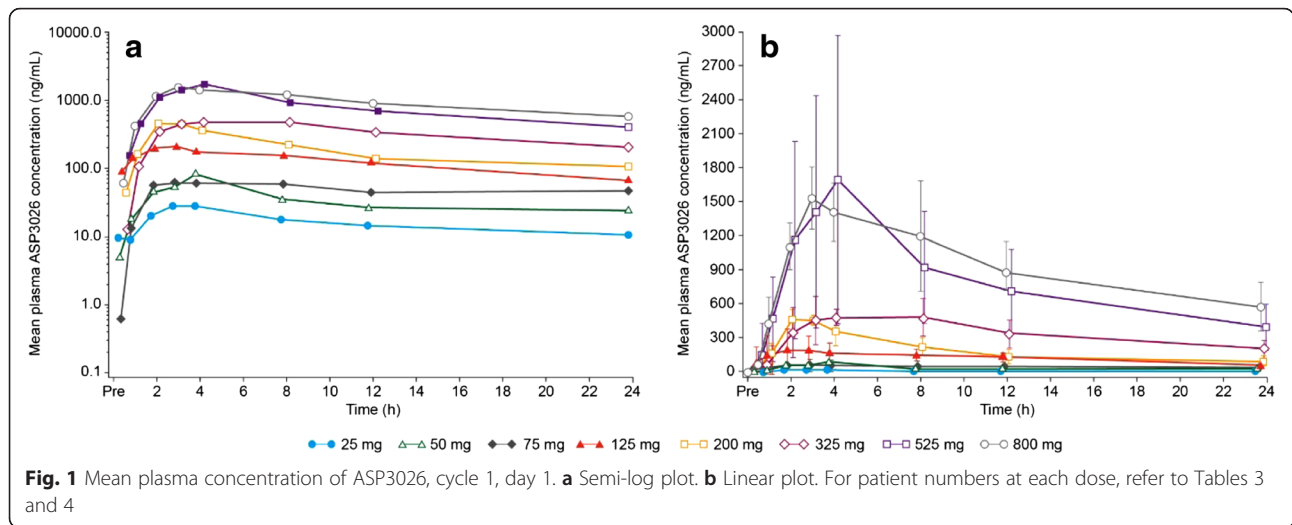 a
Mean plasma ASP3026 concentration (ng/mL)
10000.0
1000.0
100.0
10.0
1.0
0.1
Pre 2 4 6 8 10 12 14 16 18 20 22 24
Time (h)
b
Mean plasma ASP3026 concentration (ng/mL)
3000
2700
2400
2100
1800
1500
1200
900
600
300
0
Pre 2 4 6 8 10 12 14 16 18 20 22 24
Time (h)
25 mg 50 mg 75 mg 125 mg 200 mg 325 mg 525 mg 800 mg
Fig. 1 Mean plasma concentration of ASP3026, cycle 1, day 1. a Semi-log plot. b Linear plot. For patient numbers at each dose, refer to Tables 3
and 4